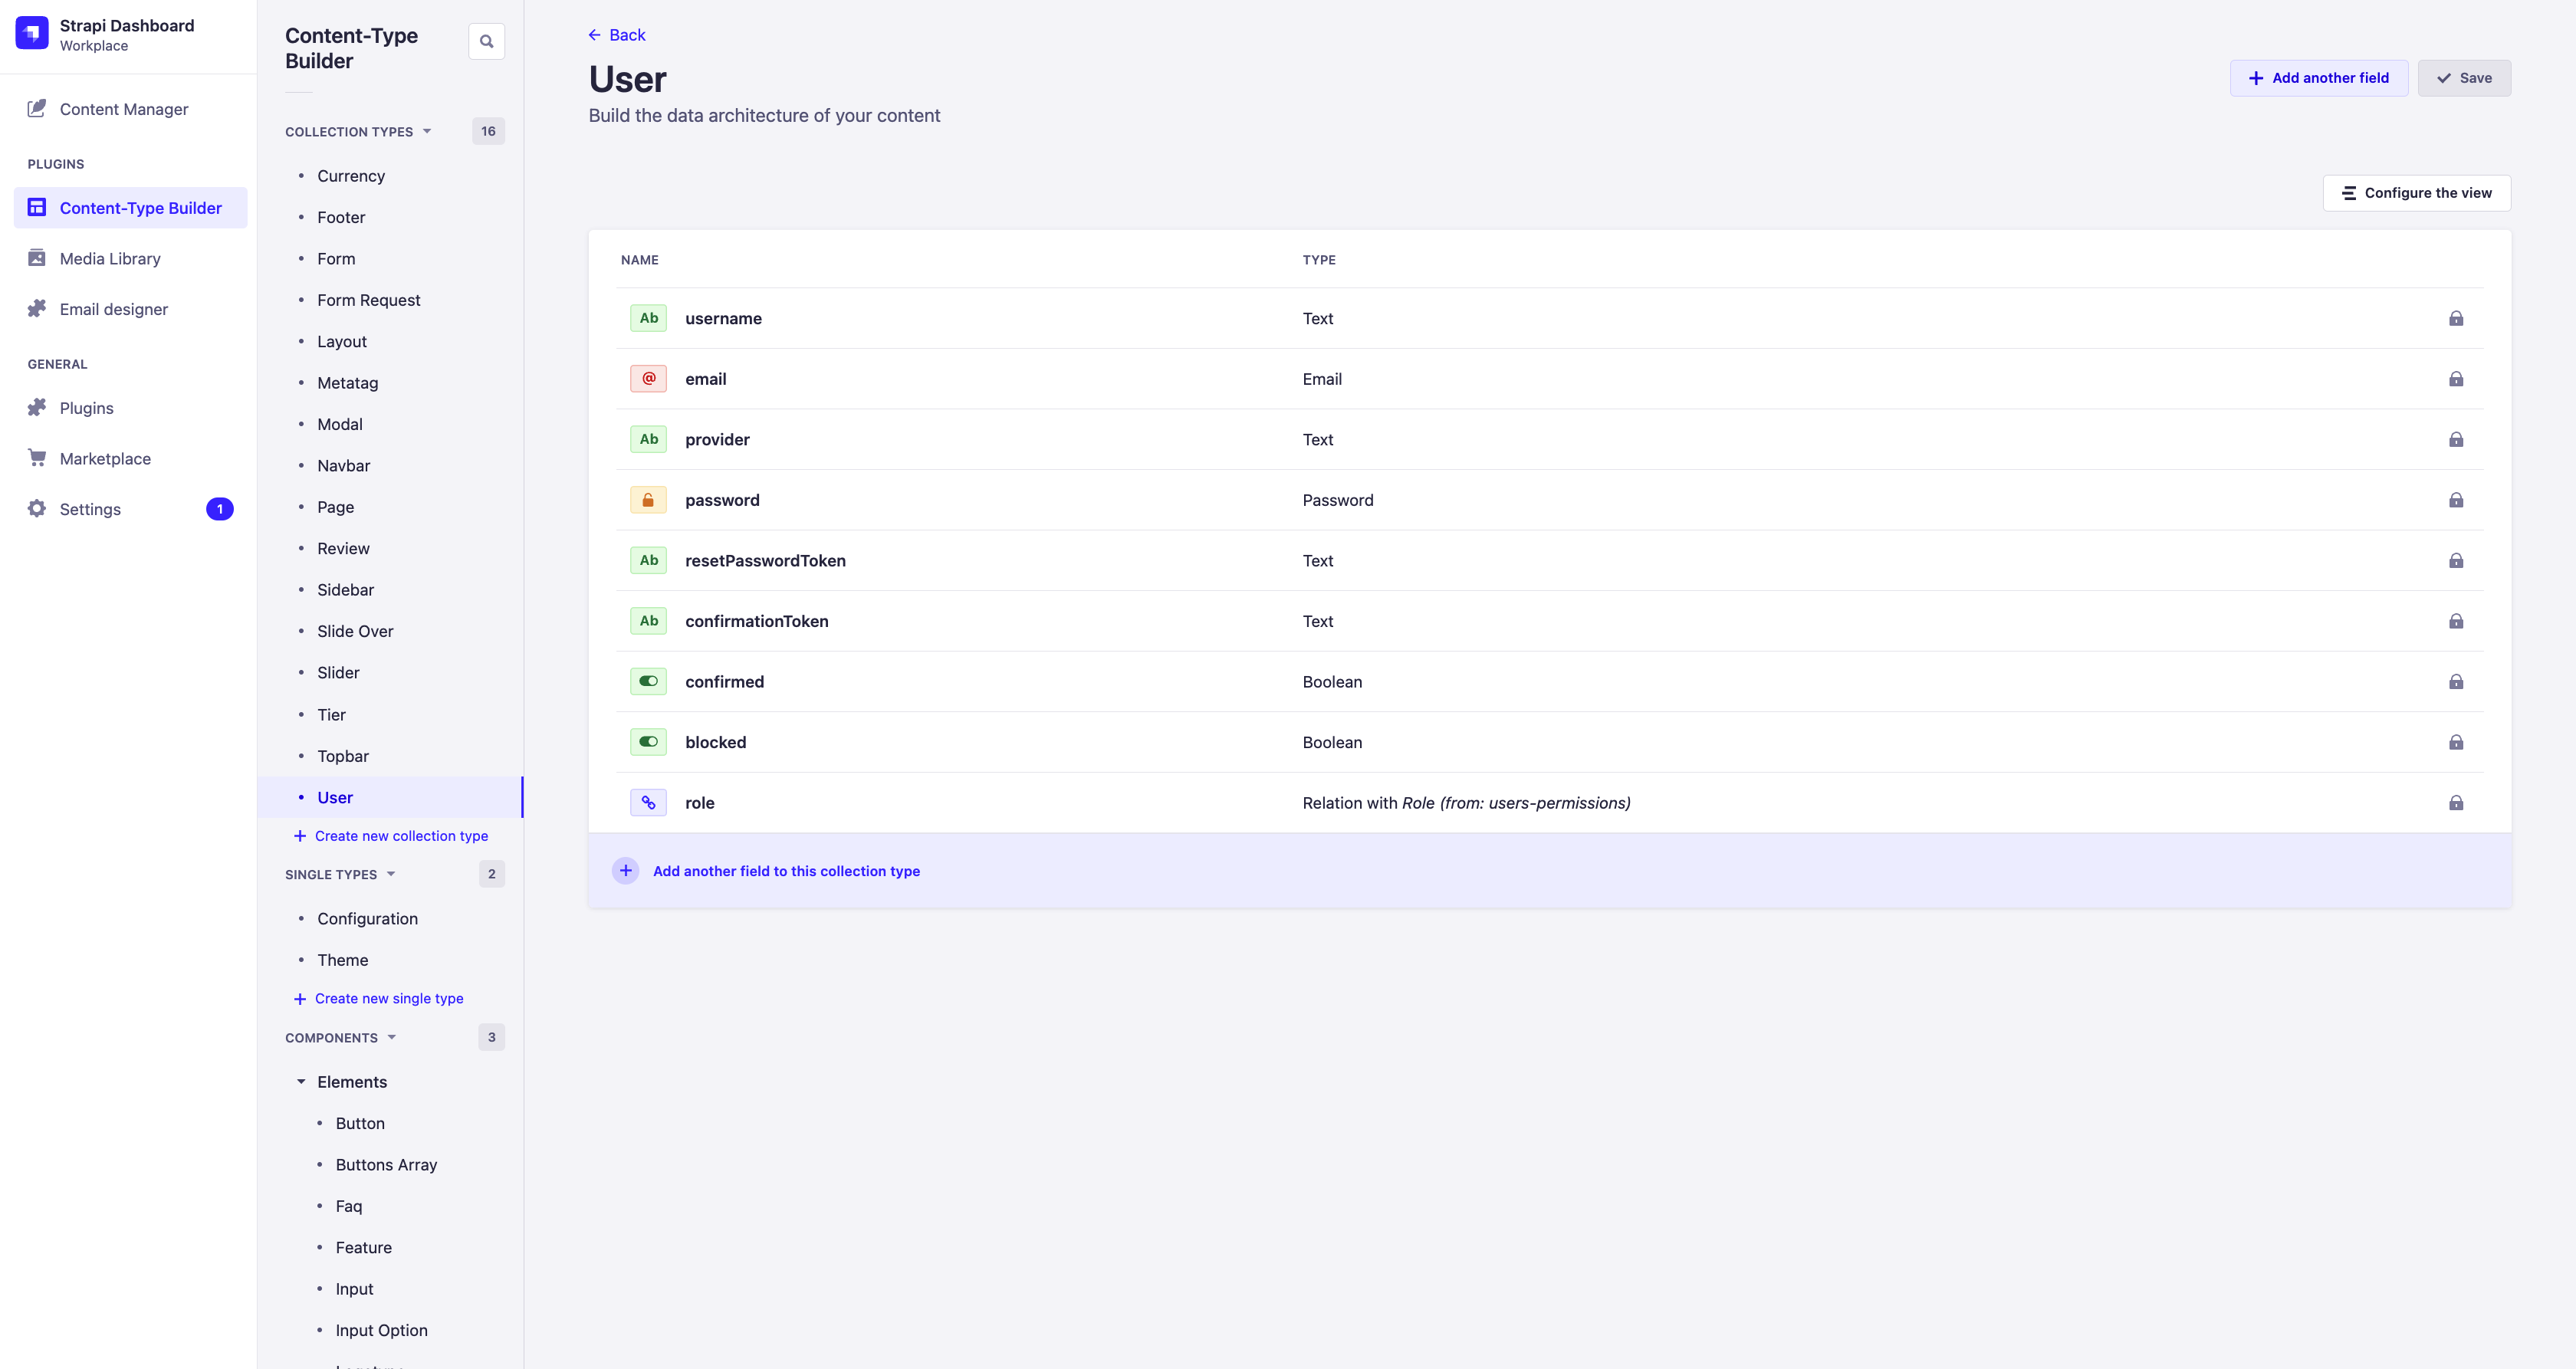 Strapi Dashboard
Workplace
Content Manager
PLUGINS
Content-Type Builder
Media Library
Email designer
GENERAL
Plugins
Marketplace
Settings
1
Content-Type
Builder
COLLECTION TYPES
16
Currency
Footer
Form
Form Request
Layout
Metatag
Modal
Navbar
Page
Review
Sidebar
Slide Over
Slider
Tier
Topbar
User
Create new collection type
SINGLE TYPES
2
Configuration
Theme
Create new single type
COMPONENTS
3
Elements
Button
Buttons Array
Faq
Feature
Input
Input Option
Back
User
Build the data architecture of your content
Add another field
Save
Configure the view
NAME TYPE
Ab username Text
@ email Email
Ab provider Text
password Password
Ab resetPasswordToken Text
Ab confirmationToken Text
confirmed Boolean
blocked Boolean
role Relation with Role (from: users-permissions)
Add another field to this collection type